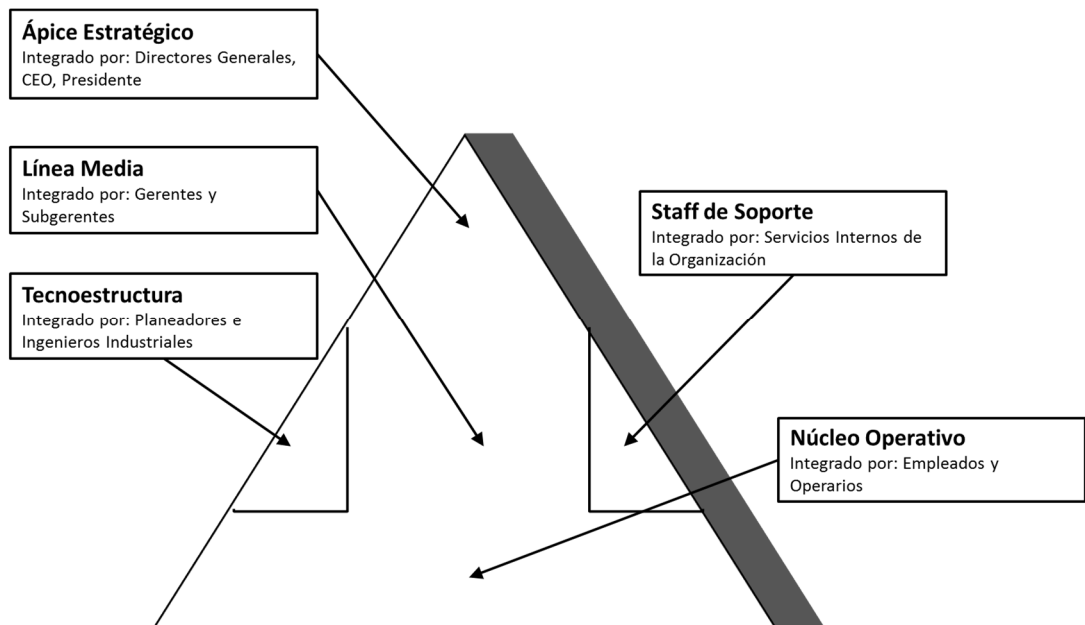 Ápice Estratégico
Integrado por: Directores Generales,
CEO, Presidente
Línea Media
Integrado por: Gerentes y
Subgerentes
Tecnoestructura
Integrado por: Planeadores e
Ingenieros Industriales
Staff de Soporte
Integrado por: Servicios Internos de
la Organización
Núcleo Operativo
Integrado por: Empleados y
Operarios